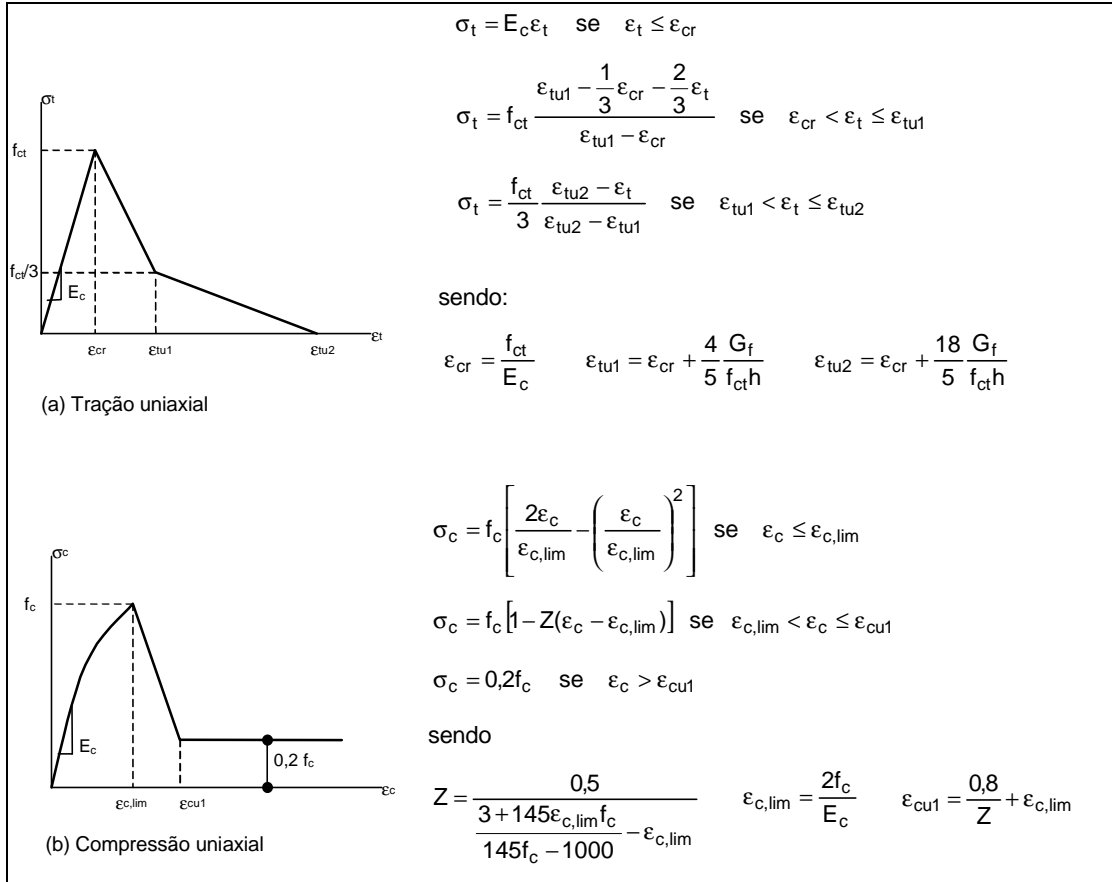 σt = Ecεt se εt ≤ εcr
σt = fct (εtu1 − 1/3 εcr − 2/3 εt) / (εtu1 − εcr) se εcr < εt ≤ εtu1
σt = fct/3 (εtu2 − εt) / (εtu2 − εtu1) se εtu1 < εt ≤ εtu2
sendo:
εcr = fct/Ec εtu1 = εcr + 4/5 Gf/(fct h) εtu2 = εcr + 18/5 Gf/(fct h)
σt
fct
fct/3
Ec
εt
εcr εtu1 εtu2
(a) Tração uniaxial
σc = fc [ 2εc/εc,lim − (εc/εc,lim)² ] se εc ≤ εc,lim
σc = fc [1 − Z(εc − εc,lim)] se εc,lim < εc ≤ εcu1
σc = 0,2fc se εc > εcu1
sendo
Z = 0,5 / ( (3 + 145εc,lim fc) / (145fc − 1000) − εc,lim ) εc,lim = 2fc/Ec εcu1 = 0,8/Z + εc,lim
σc
fc
Ec
0,2 fc
εc
εc,lim εcu1
(b) Compressão uniaxial